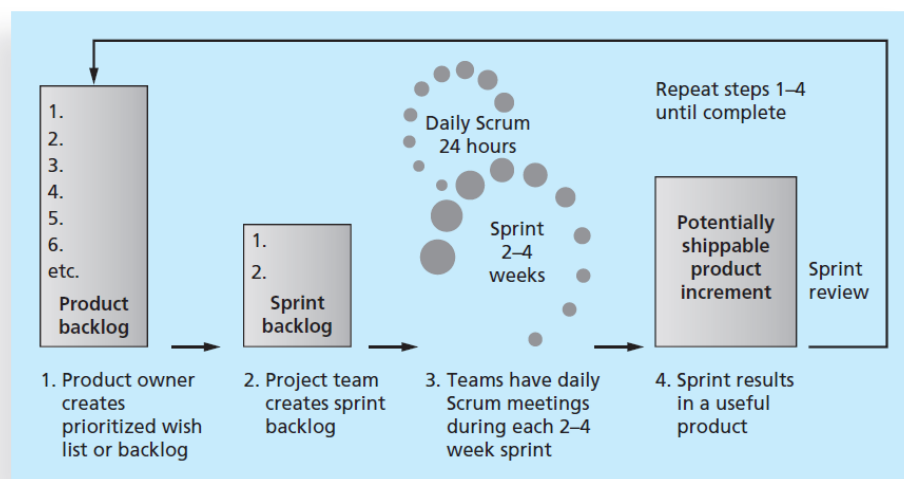 Repeat steps 1–4
until complete
1.
2.
3.
4.
5.
6.
etc.
Product
backlog
1.
2.
Sprint
backlog
Daily Scrum
24 hours
Sprint
2–4
weeks
Potentially
shippable
product
increment
Sprint
review
1. Product owner
creates
prioritized wish
list or backlog
2. Project team
creates sprint
backlog
3. Teams have daily
Scrum meetings
during each 2–4
week sprint
4. Sprint results
in a useful
product